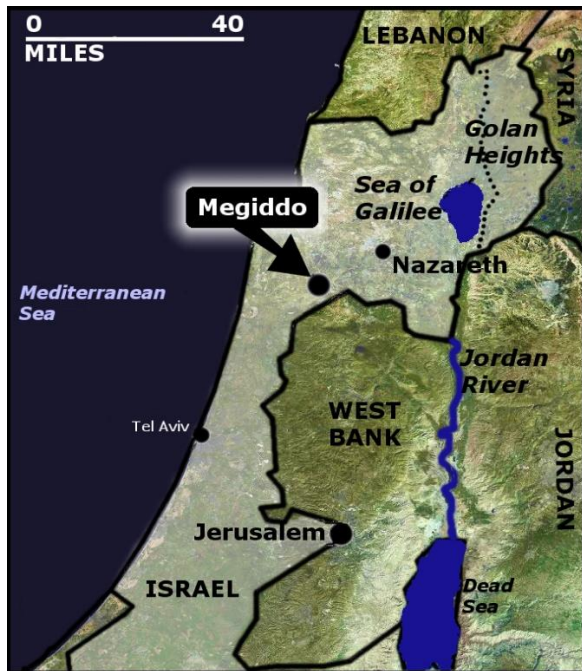 0 40
MILES
LEBANON
SYRIA
Golan
Heights
Sea of
Galilee
Megiddo
Nazareth
Mediterranean
Sea
Jordan
River
WEST
BANK
Tel Aviv
JORDAN
Jerusalem
ISRAEL
Dead
Sea